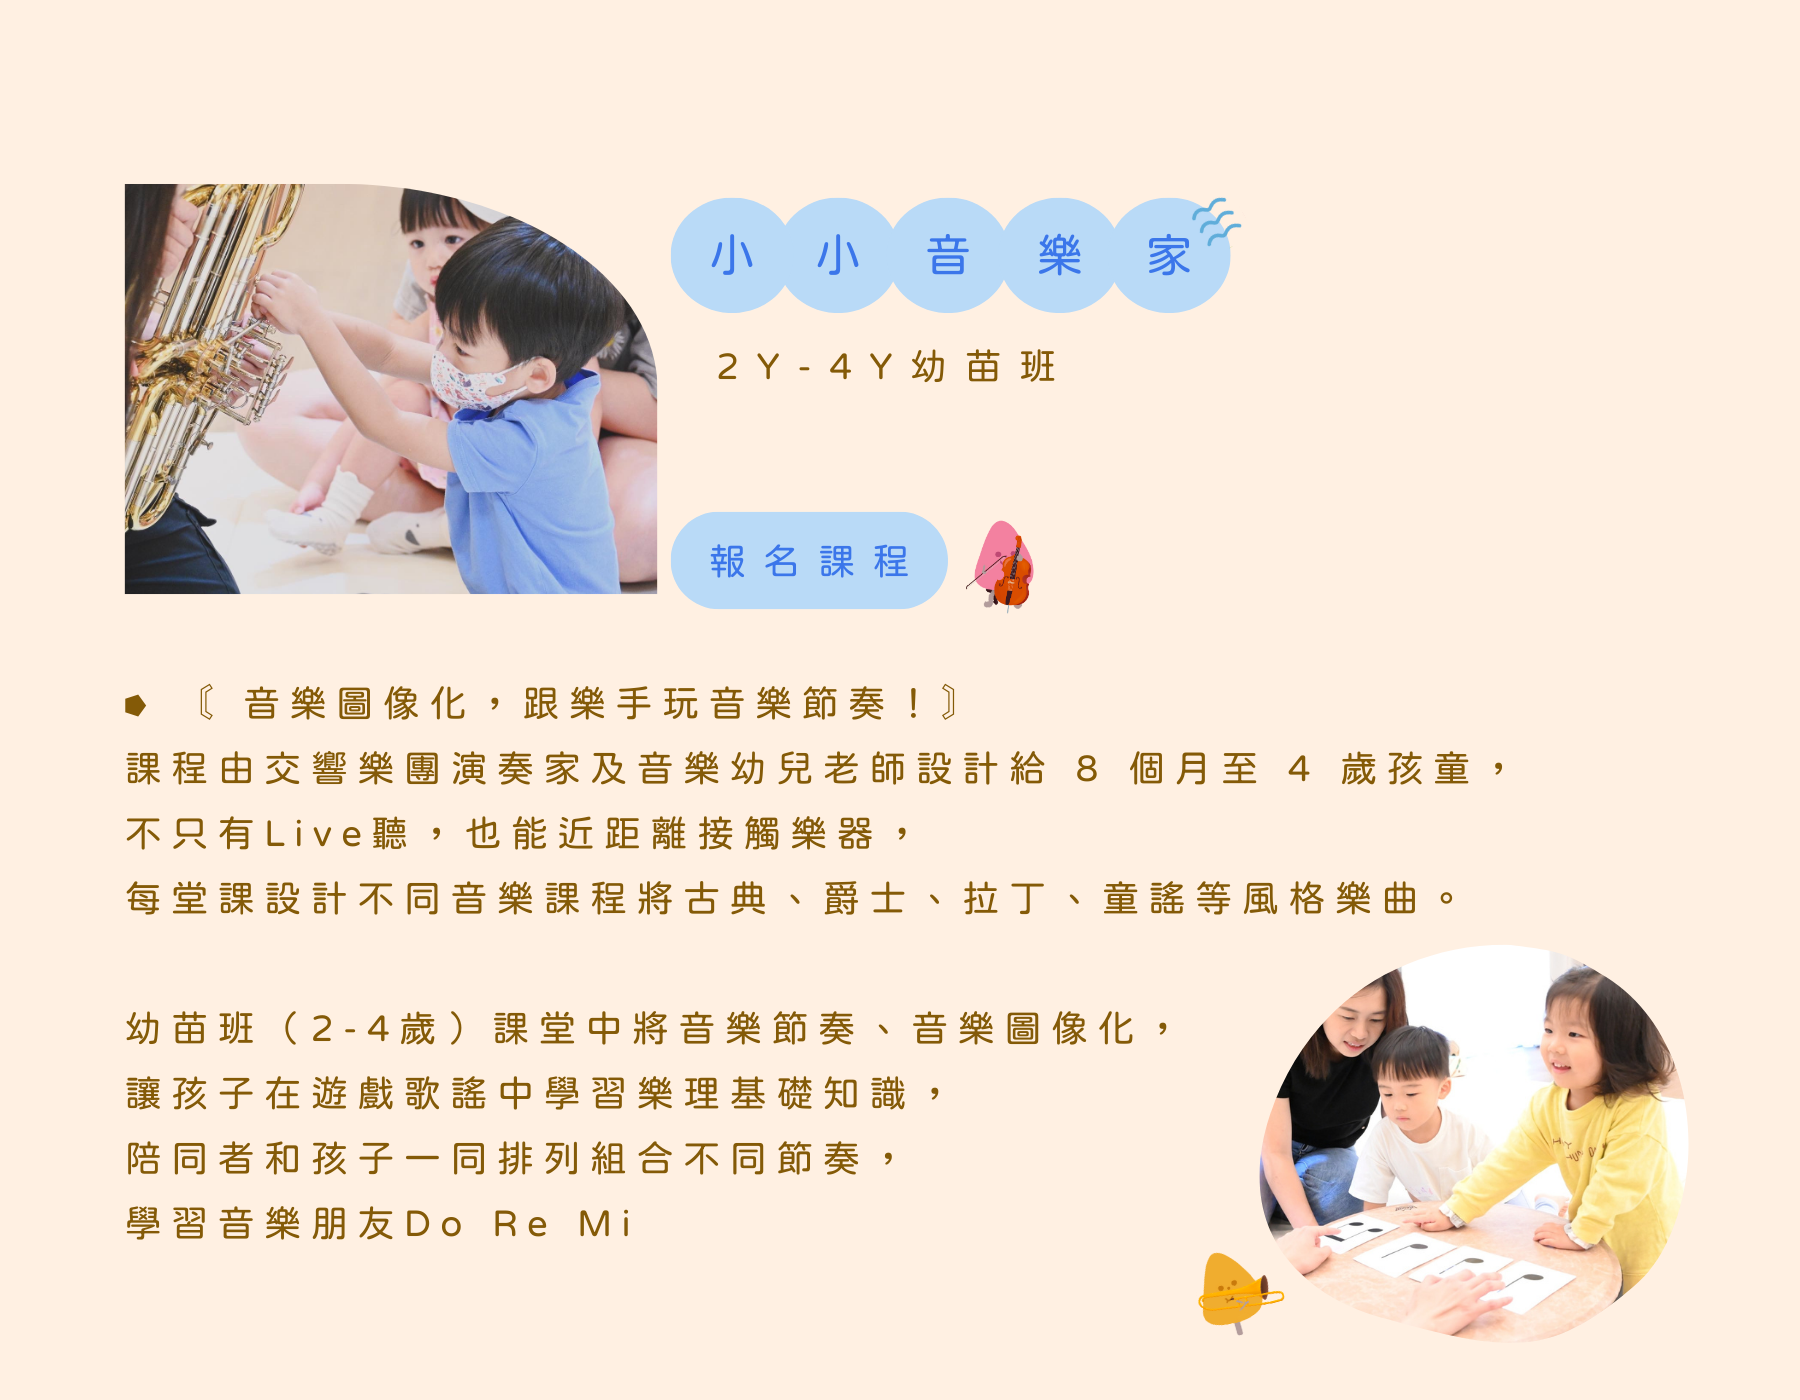 小小音樂家
2Y-4Y幼苗班
報名課程
〘音樂圖像化，跟樂手玩音樂節奏！〙
課程由交響樂團演奏家及音樂幼兒老師設計給 8 個月至 4 歲孩童，
不只有Live聽，也能近距離接觸樂器，
每堂課設計不同音樂課程將古典、爵士、拉丁、童謠等風格樂曲。
幼苗班（2-4歲）課堂中將音樂節奏、音樂圖像化，
讓孩子在遊戲歌謠中學習樂理基礎知識，
陪同者和孩子一同排列組合不同節奏，
學習音樂朋友Do Re Mi